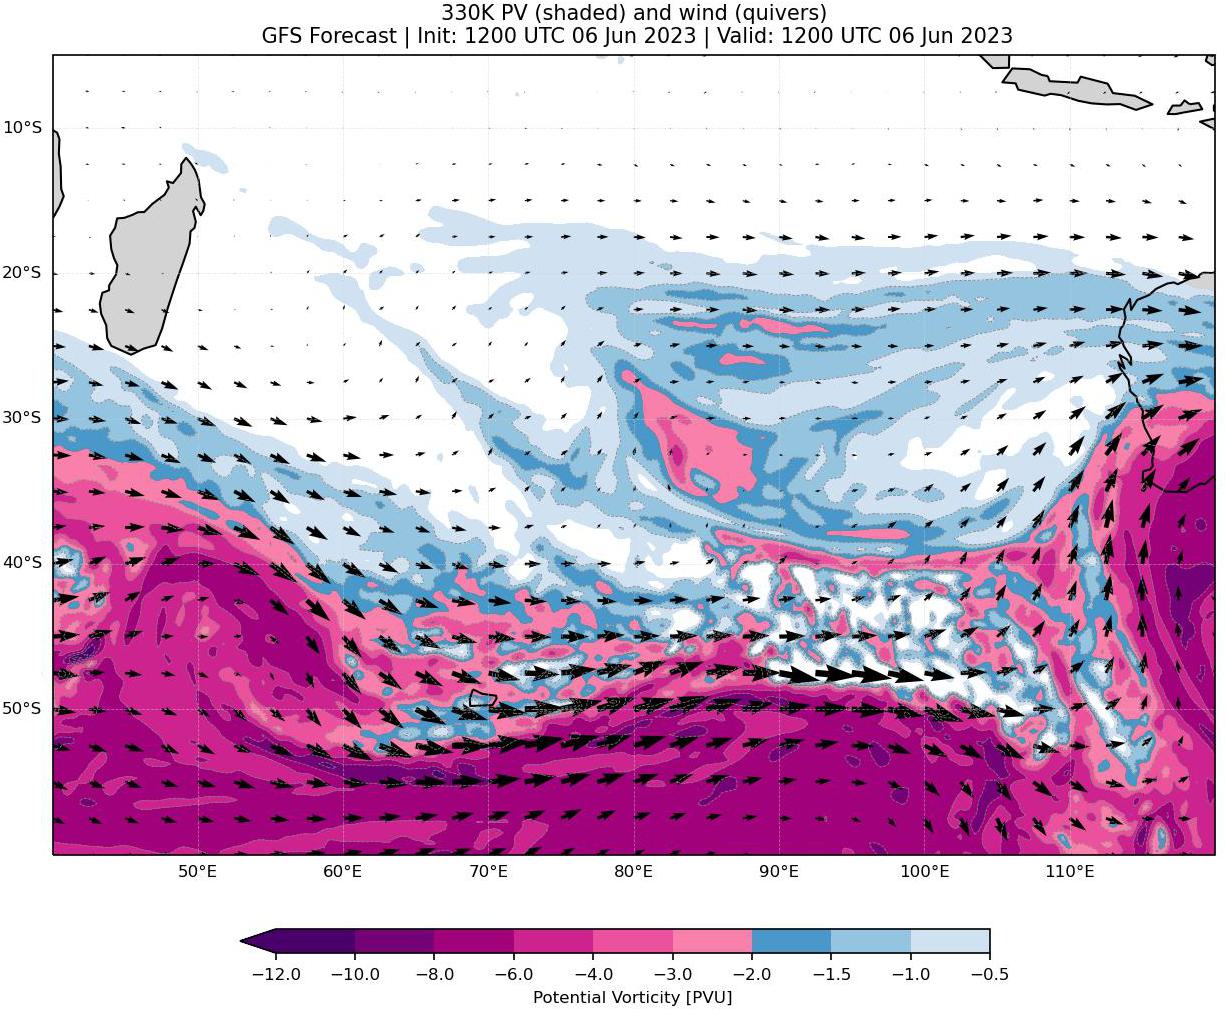 330K PV (shaded) and wind (quivers)
GFS Forecast | Init: 1200 UTC 06 Jun 2023 | Valid: 1200 UTC 06 Jun 2023
10°S
20°S
30°S
40°S
50°S
50°E 60°E 70°E 80°E 90°E 100°E 110°E
−12.0 −10.0 −8.0 −6.0 −4.0 −3.0 −2.0 −1.5 −1.0 −0.5
Potential Vorticity [PVU]